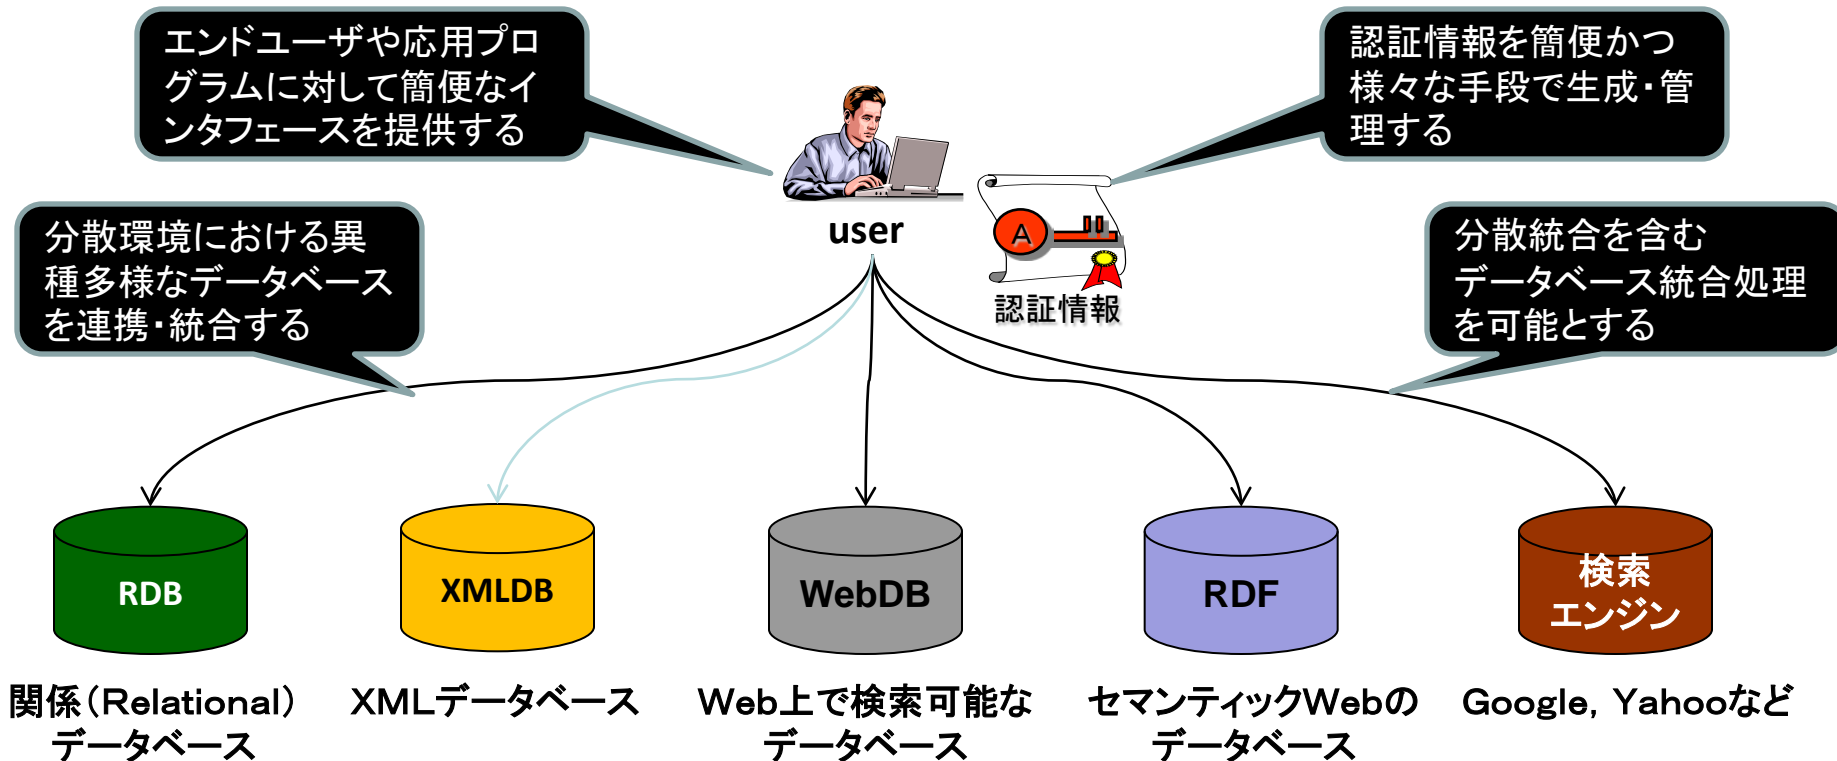 エンドユーザや応用プロ
グラムに対して簡便なイ
ンタフェースを提供する
認証情報を簡便かつ
様々な手段で生成・管
理する
user
A
認証情報
分散環境における異
種多様なデータベース
を連携・統合する
分散統合を含む
データベース統合処理
を可能とする
RDB
XMLDB
WebDB
RDF
検索
エンジン
関係（Relational）
データベース
XMLデータベース
Web上で検索可能な
データベース
セマンティックWebの
データベース
Google, Yahooなど